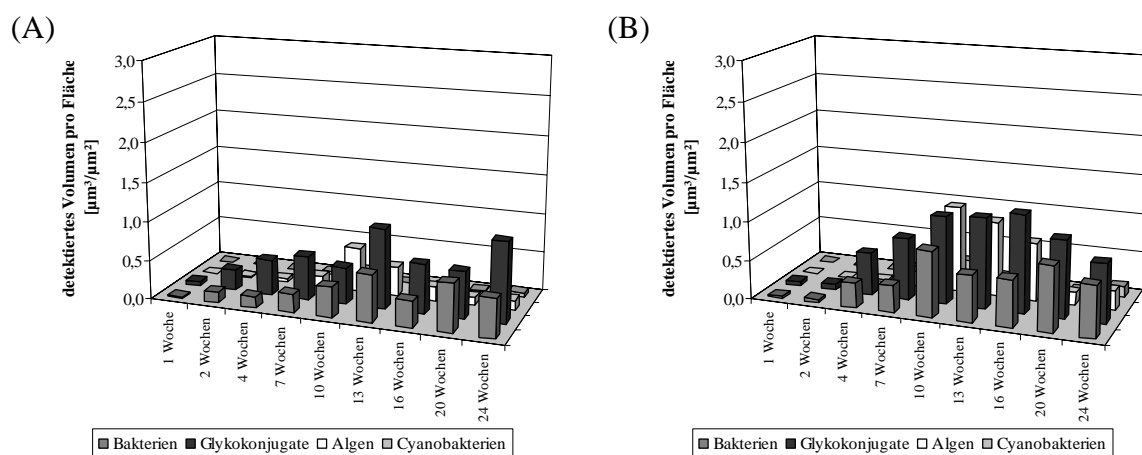 (A)
detektiertes Volumen pro Fläche
[µm³/µm²]
3,0
2,5
2,0
1,5
1,0
0,5
0,0
1 Woche
2 Wochen
4 Wochen
7 Wochen
10 Wochen
13 Wochen
16 Wochen
20 Wochen
24 Wochen
Bakterien Glykokonjugate Algen Cyanobakterien
(B)
detektiertes Volumen pro Fläche
[µm³/µm²]
3,0
2,5
2,0
1,5
1,0
0,5
0,0
1 Woche
2 Wochen
4 Wochen
7 Wochen
10 Wochen
13 Wochen
16 Wochen
20 Wochen
24 Wochen
Bakterien Glykokonjugate Algen Cyanobakterien